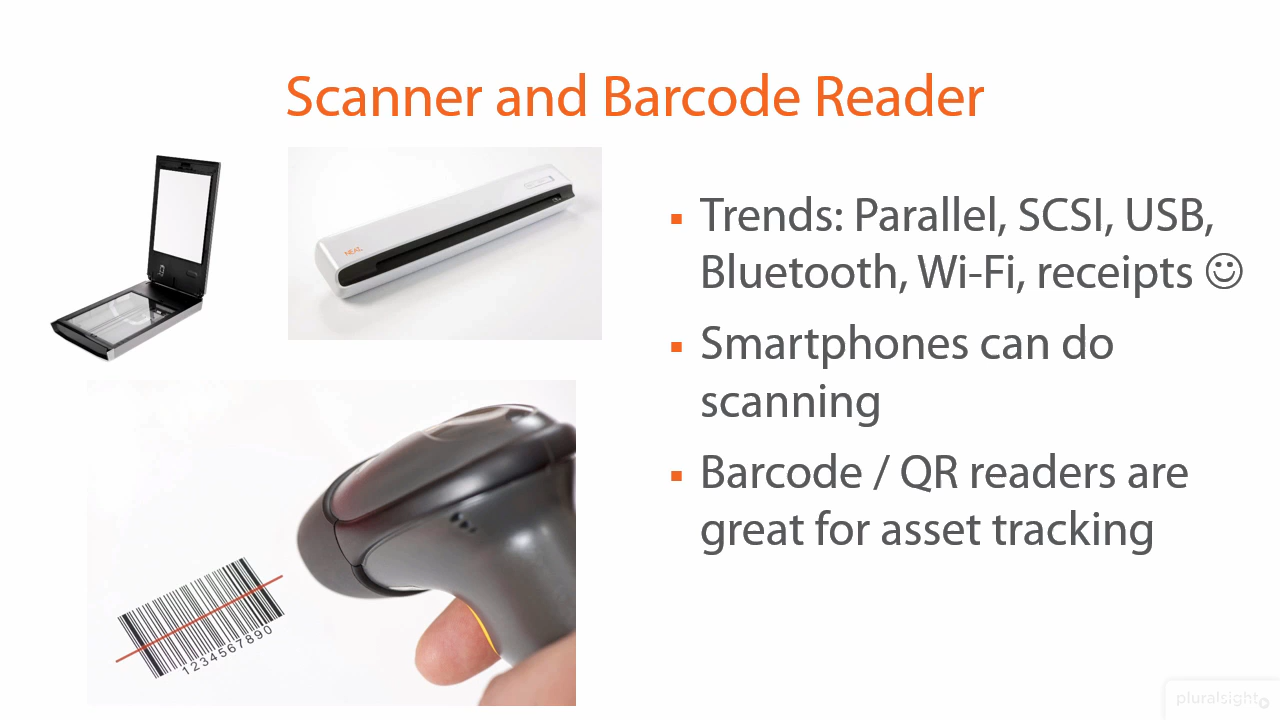 Scanner and Barcode Reader
NEAT
▪ Trends: Parallel, SCSI, USB,
Bluetooth, Wi-Fi, receipts ☺
▪ Smartphones can do
scanning
▪ Barcode / QR readers are
great for asset tracking
1234567890
pluralsight